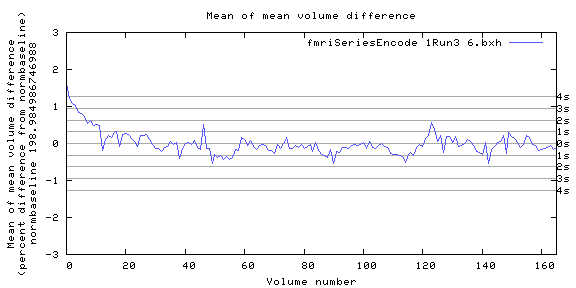 Mean of mean volume difference
fmriSeriesEncode 1Run3 6.bxh
Mean of mean volume difference
(percent difference from normbaseline)
normbaseline 198.984986746988
3
2
1
0
-1
-2
-3
4s
3s
2s
1s
0s
1s
2s
3s
4s
0 20 40 60 80 100 120 140 160
Volume number